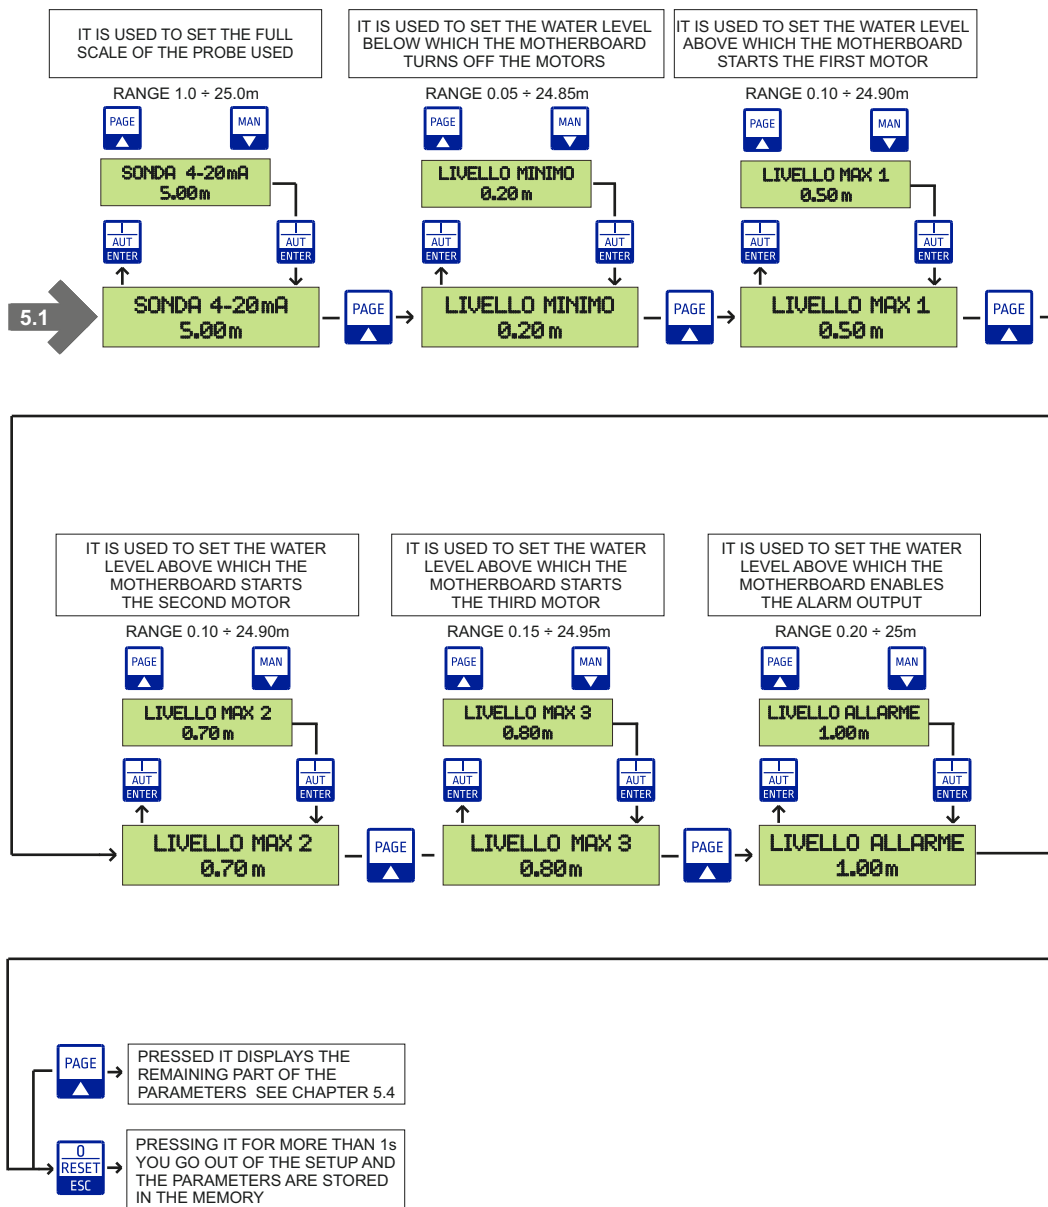 IT IS USED TO SET THE FULL
SCALE OF THE PROBE USED
RANGE 1.0 ÷ 25.0m
PAGE
MAN
SONDA 4-20mA
5.00m
AUT
ENTER
AUT
ENTER
SONDA 4-20mA
5.00m
IT IS USED TO SET THE WATER LEVEL
BELOW WHICH THE MOTHERBOARD
TURNS OFF THE MOTORS
RANGE 0.05 ÷ 24.85m
PAGE
MAN
LIVELLO MINIMO
0.20 m
AUT
ENTER
AUT
ENTER
LIVELLO MINIMO
0.20 m
IT IS USED TO SET THE WATER LEVEL
ABOVE WHICH THE MOTHERBOARD
STARTS THE FIRST MOTOR
RANGE 0.10 ÷ 24.90m
PAGE
MAN
LIVELLO MAX 1
0.50 m
AUT
ENTER
AUT
ENTER
LIVELLO MAX 1
0.50 m
5.1
PAGE
PAGE
PAGE
IT IS USED TO SET THE WATER
LEVEL ABOVE WHICH THE
MOTHERBOARD STARTS
THE SECOND MOTOR
RANGE 0.10 ÷ 24.90m
PAGE
MAN
LIVELLO MAX 2
0.70 m
AUT
ENTER
AUT
ENTER
LIVELLO MAX 2
0.70 m
IT IS USED TO SET THE WATER
LEVEL ABOVE WHICH THE
MOTHERBOARD STARTS
THE THIRD MOTOR
RANGE 0.15 ÷ 24.95m
PAGE
MAN
LIVELLO MAX 3
0.80m
AUT
ENTER
AUT
ENTER
LIVELLO MAX 3
0.80m
IT IS USED TO SET THE WATER
LEVEL ABOVE WHICH THE
MOTHERBOARD ENABLES
THE ALARM OUTPUT
RANGE 0.20 ÷ 25m
PAGE
MAN
LIVELLO ALLARME
1.00m
AUT
ENTER
AUT
ENTER
LIVELLO ALLARME
1.00m
PAGE
PAGE
PAGE
PRESSED IT DISPLAYS THE
REMAINING PART OF THE
PARAMETERS SEE CHAPTER 5.4
0
RESET
ESC
PRESSING IT FOR MORE THAN 1s
YOU GO OUT OF THE SETUP AND
THE PARAMETERS ARE STORED
IN THE MEMORY